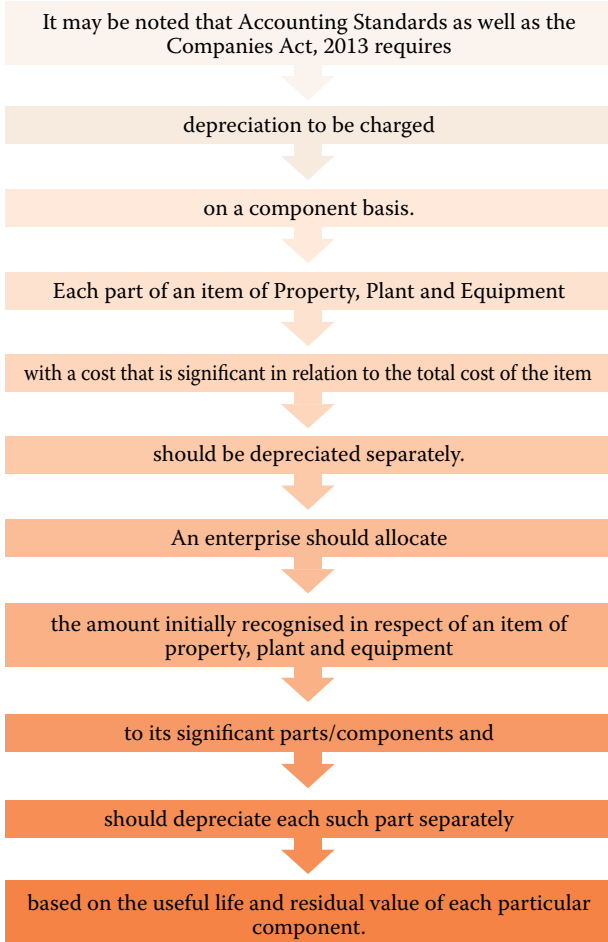 It may be noted that Accounting Standards as well as the
Companies Act, 2013 requires
depreciation to be charged
on a component basis.
Each part of an item of Property, Plant and Equipment
with a cost that is significant in relation to the total cost of the item
should be depreciated separately.
An enterprise should allocate
the amount initially recognised in respect of an item of
property, plant and equipment
to its significant parts/components and
should depreciate each such part separately
based on the useful life and residual value of each particular
component.